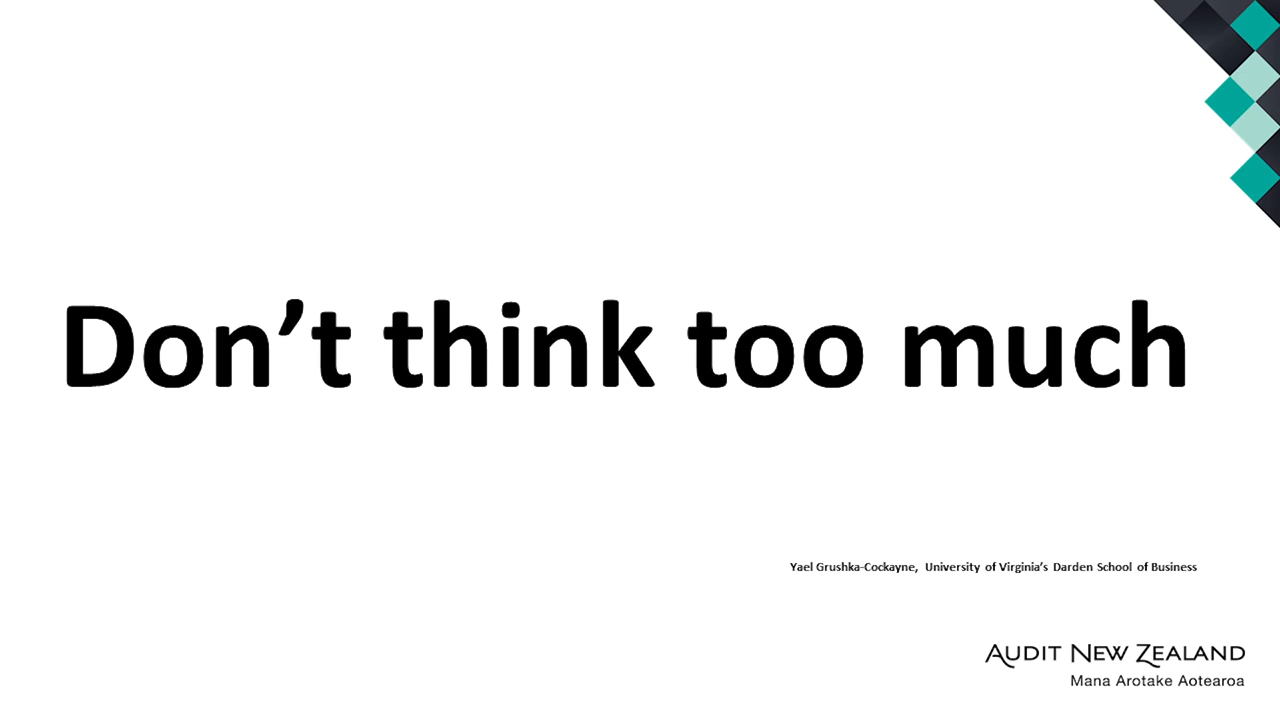 Don’t think too much
Yael Grushka-Cockayne, University of Virginia’s Darden School of Business
AUDIT NEW ZEALAND
Mana Arotake Aotearoa